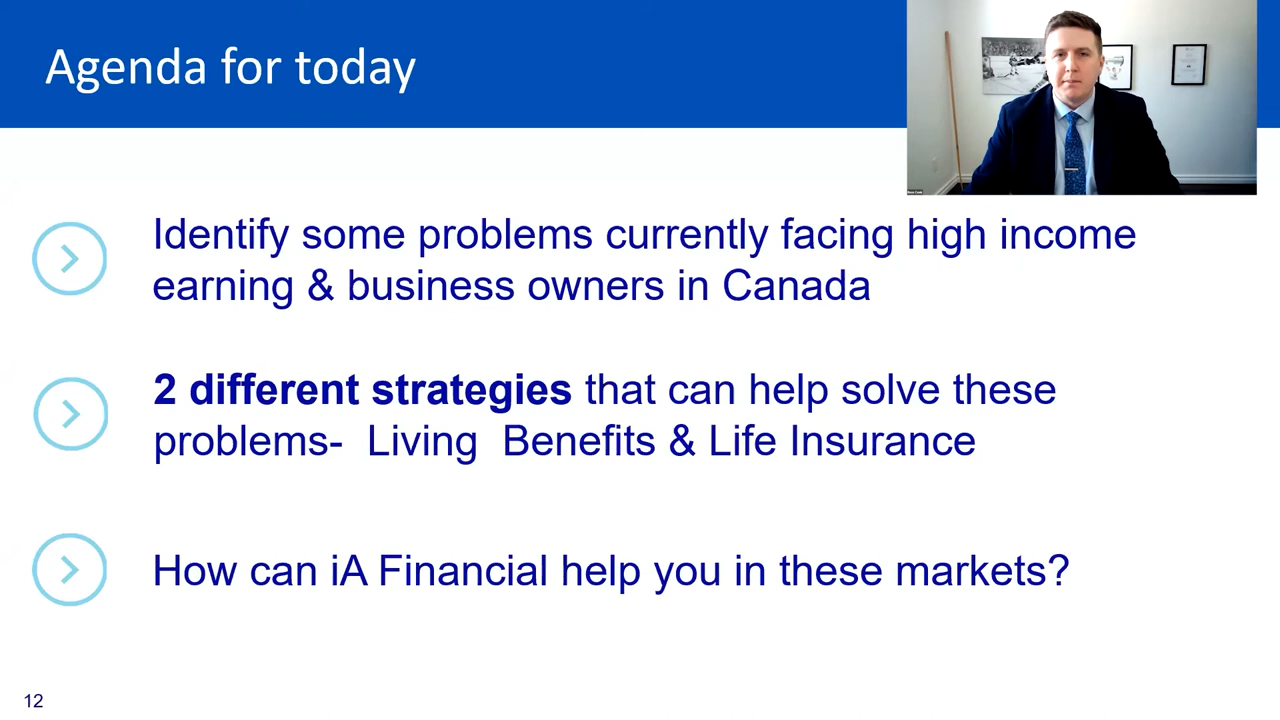 Agenda for today
Identify some problems currently facing high income
earning & business owners in Canada
2 different strategies that can help solve these
problems-  Living  Benefits & Life Insurance
How can iA Financial help you in these markets?
12